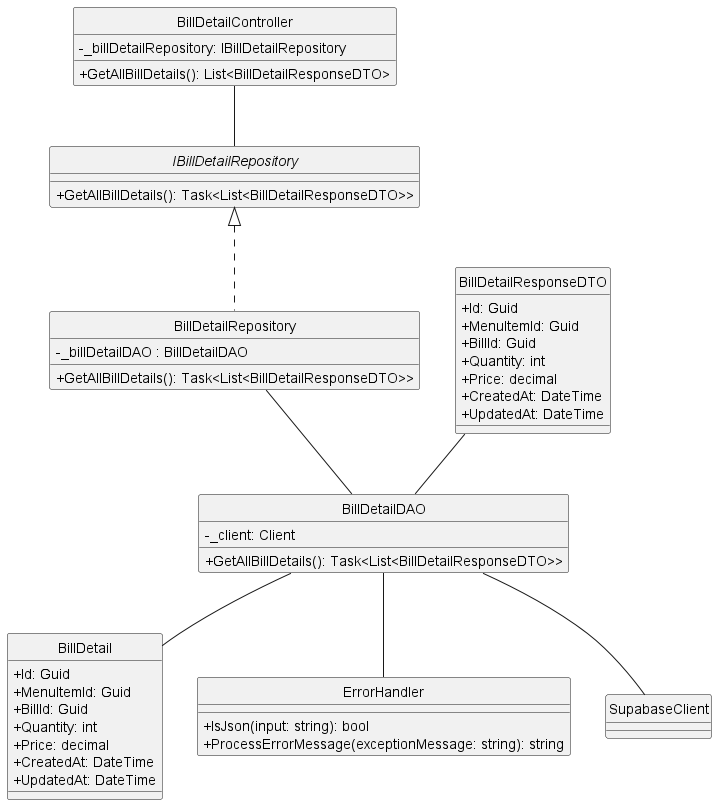 BillDetailController
-_billDetailRepository: IBillDetailRepository
+GetAllBillDetails(): List<BillDetailResponseDTO>
IBillDetailRepository
+GetAllBillDetails(): Task<List<BillDetailResponseDTO>>
BillDetailRepository
-_billDetailDAO : BillDetailDAO
+GetAllBillDetails(): Task<List<BillDetailResponseDTO>>
BillDetailResponseDTO
+Id: Guid
+MenuItemId: Guid
+BillId: Guid
+Quantity: int
+Price: decimal
+CreatedAt: DateTime
+UpdatedAt: DateTime
BillDetailDAO
-_client: Client
+GetAllBillDetails(): Task<List<BillDetailResponseDTO>>
BillDetail
+Id: Guid
+MenuItemId: Guid
+BillId: Guid
+Quantity: int
+Price: decimal
+CreatedAt: DateTime
+UpdatedAt: DateTime
ErrorHandler
+IsJson(input: string): bool
+ProcessErrorMessage(exceptionMessage: string): string
SupabaseClient